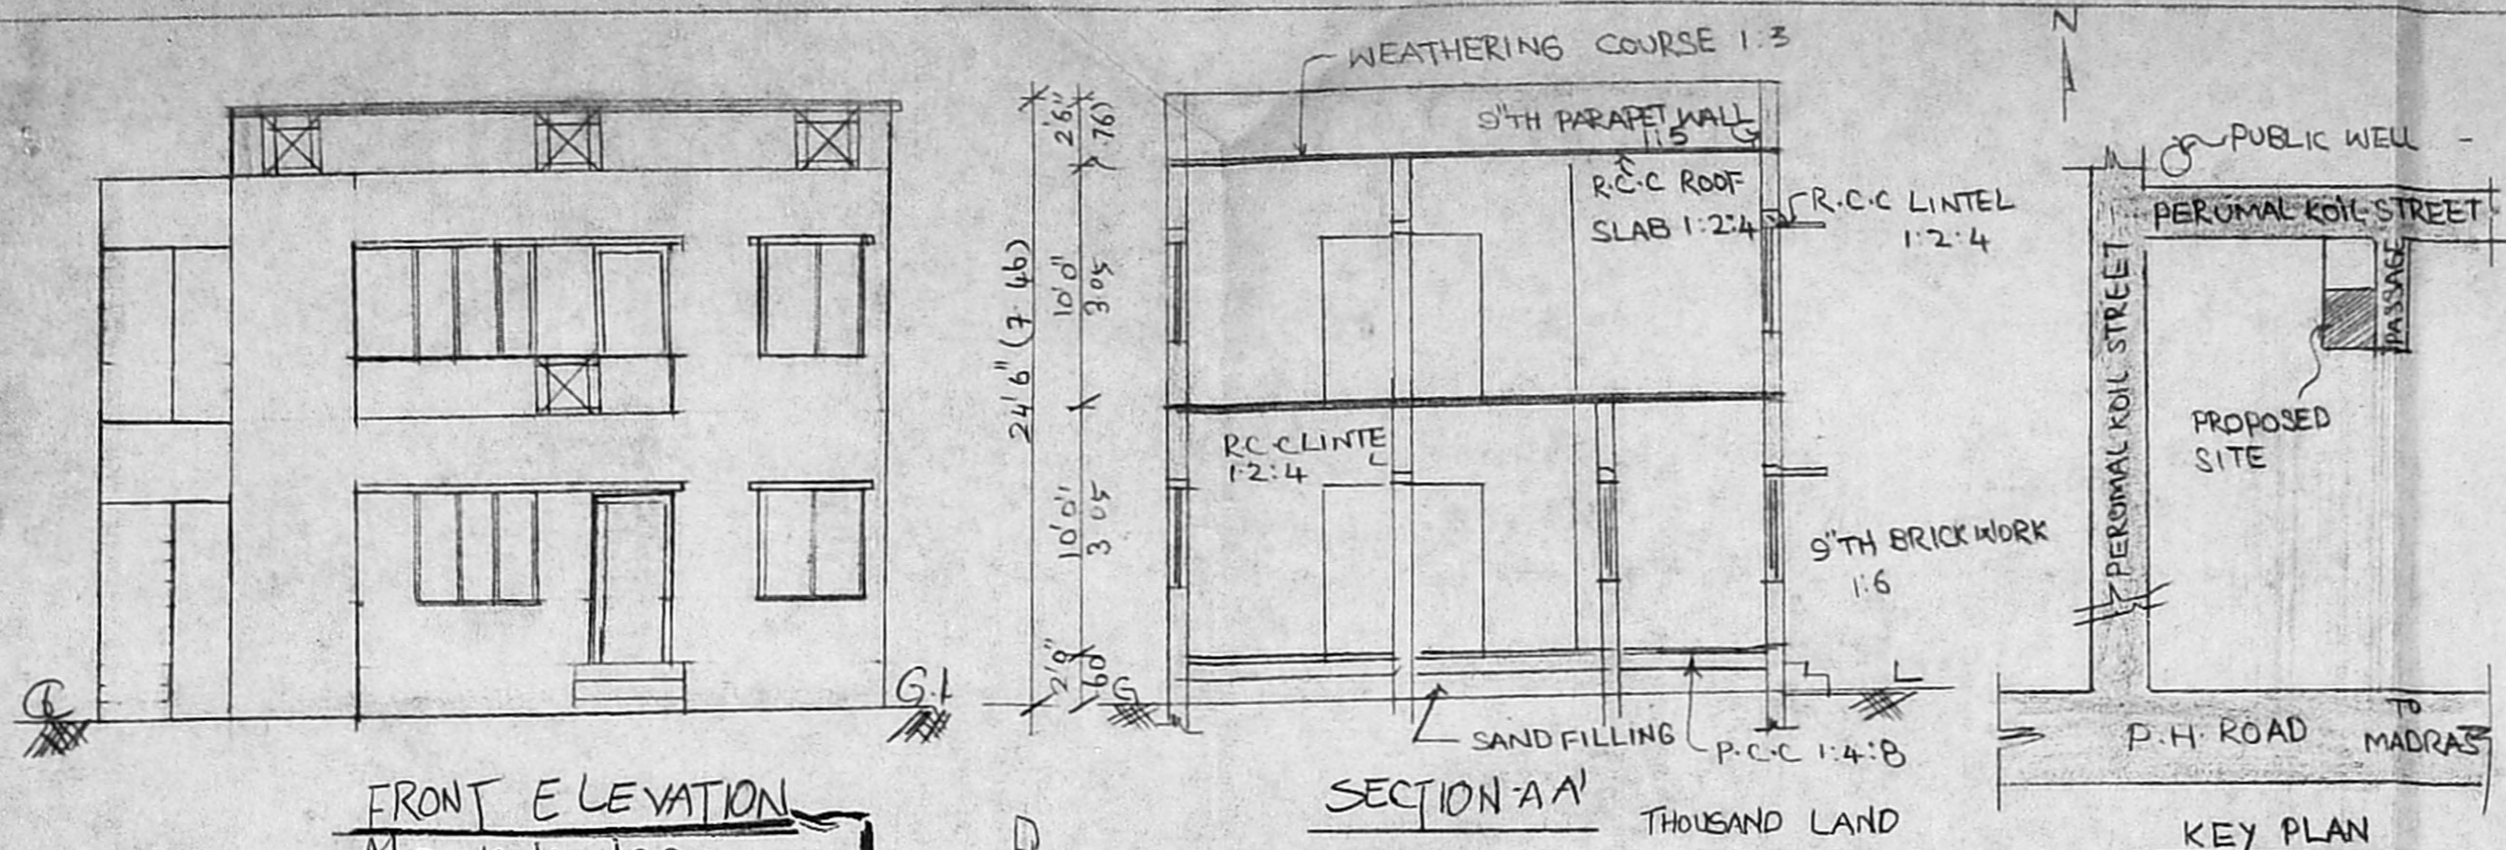 WEATHERING COURSE 1:3
9"TH PARAPET WALL
1:5
R.C.C ROOF
SLAB 1:2:4
R.C.C LINTEL
1:2:4
2'6"
.76)
10'0"
3 05
24'6" (7 46)
R.C.C LINTE
L
1:2:4
10'0"
3 05
9"TH BRICKWORK
1:6
2'0"
60
G
L
G.L
SAND FILLING
P.C.C 1:4:8
FRONT ELEVATION
SECTION-AA'
THOUSAND LAND
N
PUBLIC WELL
PERUMAL KOIL STREET
PERUMAL KOIL STREET
PASSAGE
PROPOSED
SITE
P.H. ROAD
TO
MADRAS
KEY PLAN